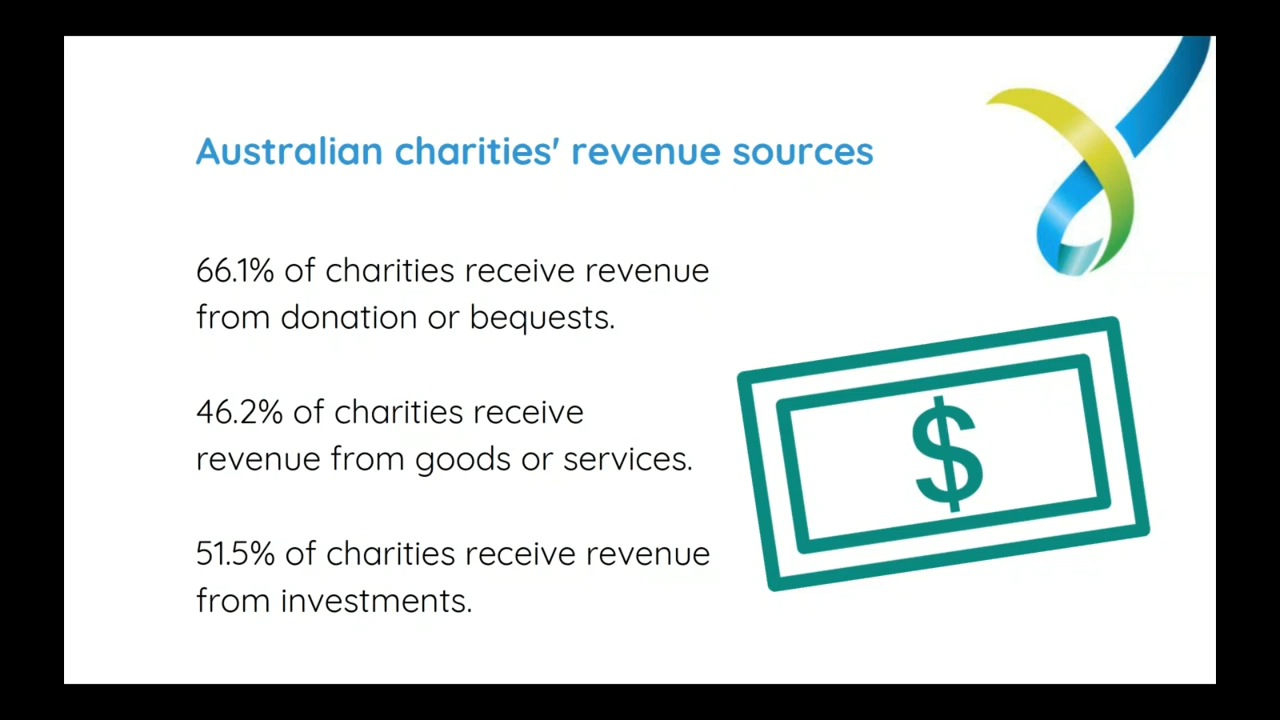 Australian charities' revenue sources
66.1% of charities receive revenue
from donation or bequests.
46.2% of charities receive
revenue from goods or services.
51.5% of charities receive revenue
from investments.
$